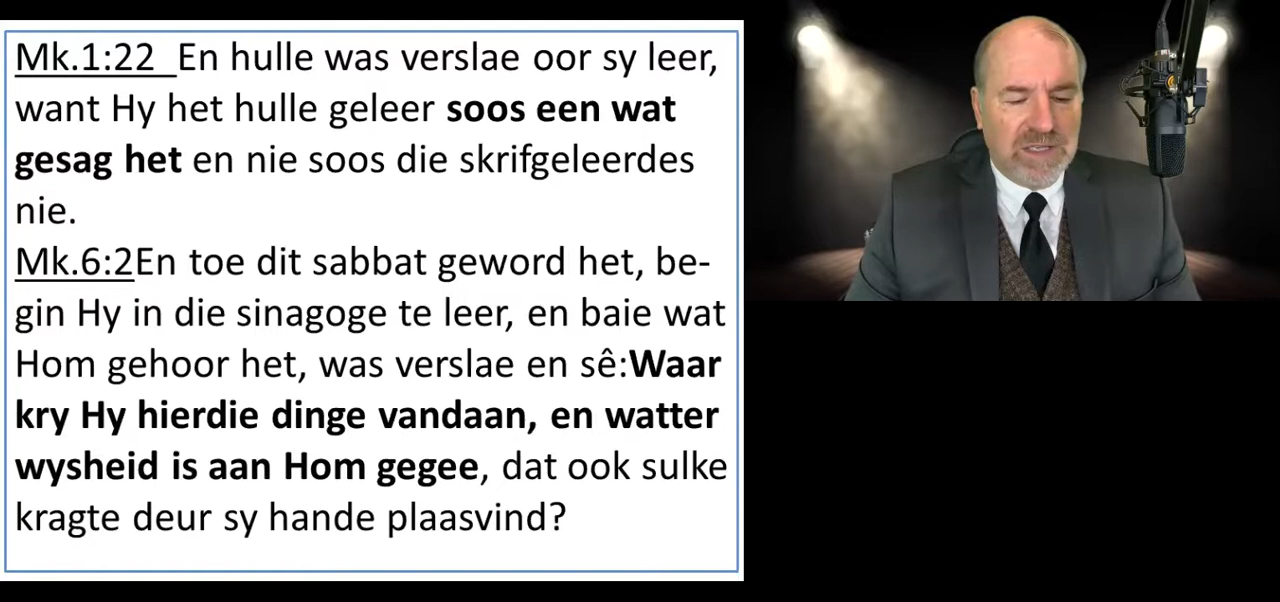 Mk.1:22 En hulle was verslae oor sy leer,
want Hy het hulle geleer soos een wat
gesag het en nie soos die skrifgeleerdes
nie.
Mk.6:2En toe dit sabbat geword het, be-
gin Hy in die sinagoge te leer, en baie wat
Hom gehoor het, was verslae en sê:Waar
kry Hy hierdie dinge vandaan, en watter
wysheid is aan Hom gegee, dat ook sulke
kragte deur sy hande plaasvind?